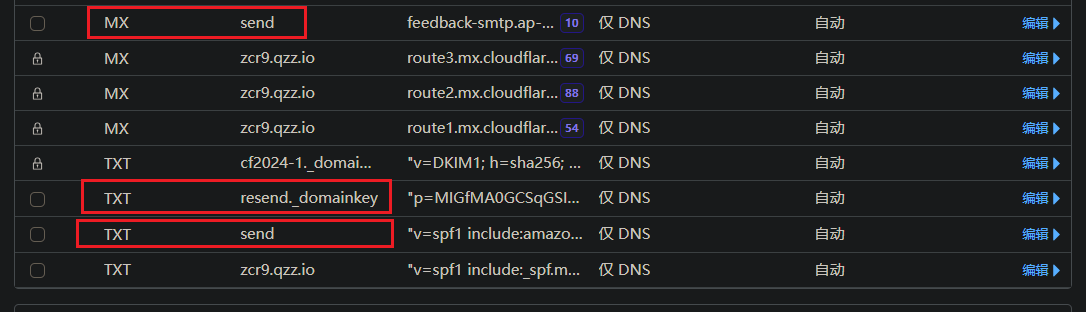 MX send feedback-smtp.ap-... 10 仅 DNS 自动 编辑
MX zcr9.qzz.io route3.mx.cloudflar... 69 仅 DNS 自动 编辑
MX zcr9.qzz.io route2.mx.cloudflar... 88 仅 DNS 自动 编辑
MX zcr9.qzz.io route1.mx.cloudflar... 54 仅 DNS 自动 编辑
TXT cf2024-1._domai... "v=DKIM1; h=sha256; ... 仅 DNS 自动 编辑
TXT resend._domainkey "p=MIGfMA0GCSqGSI... 仅 DNS 自动 编辑
TXT send "v=spf1 include:amazo... 仅 DNS 自动 编辑
TXT zcr9.qzz.io "v=spf1 include:_spf.m... 仅 DNS 自动 编辑